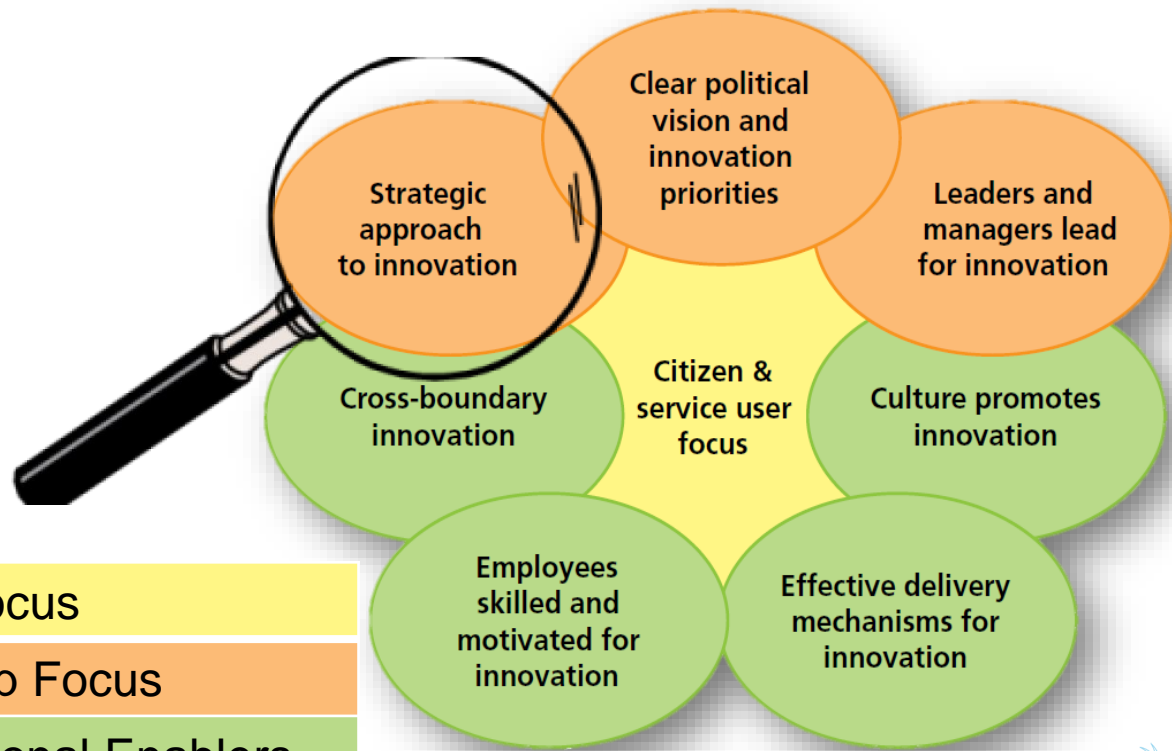 Clear political
vision and
innovation
priorities
Strategic
approach
to innovation
Leaders and
managers lead
for innovation
Citizen &
service user
focus
Cross-boundary
innovation
Culture promotes
innovation
Employees
skilled and
motivated for
innovation
Effective delivery
mechanisms for
innovation
Focus